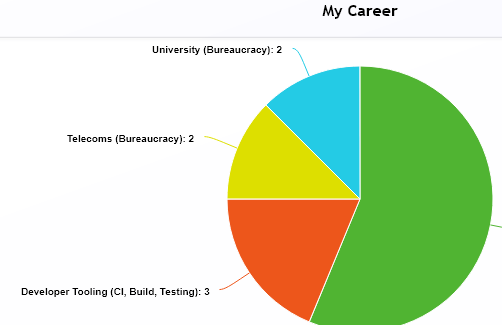 My Career
University (Bureaucracy): 2
Telecoms (Bureaucracy): 2
Developer Tooling (CI, Build, Testing): 3